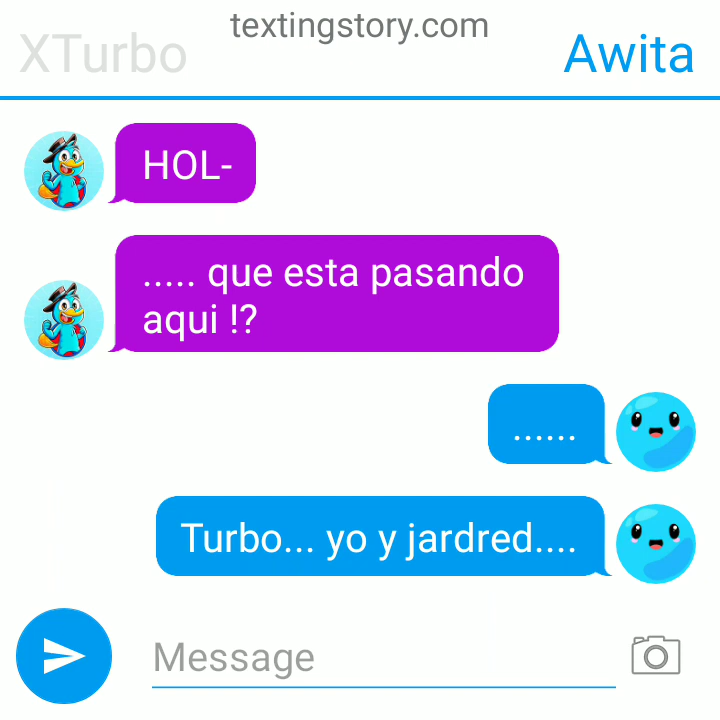 textingstory.com
XTurbo
Awita
HOL-
..... que esta pasando
aqui !?
......
Turbo... yo y jardred....
Message